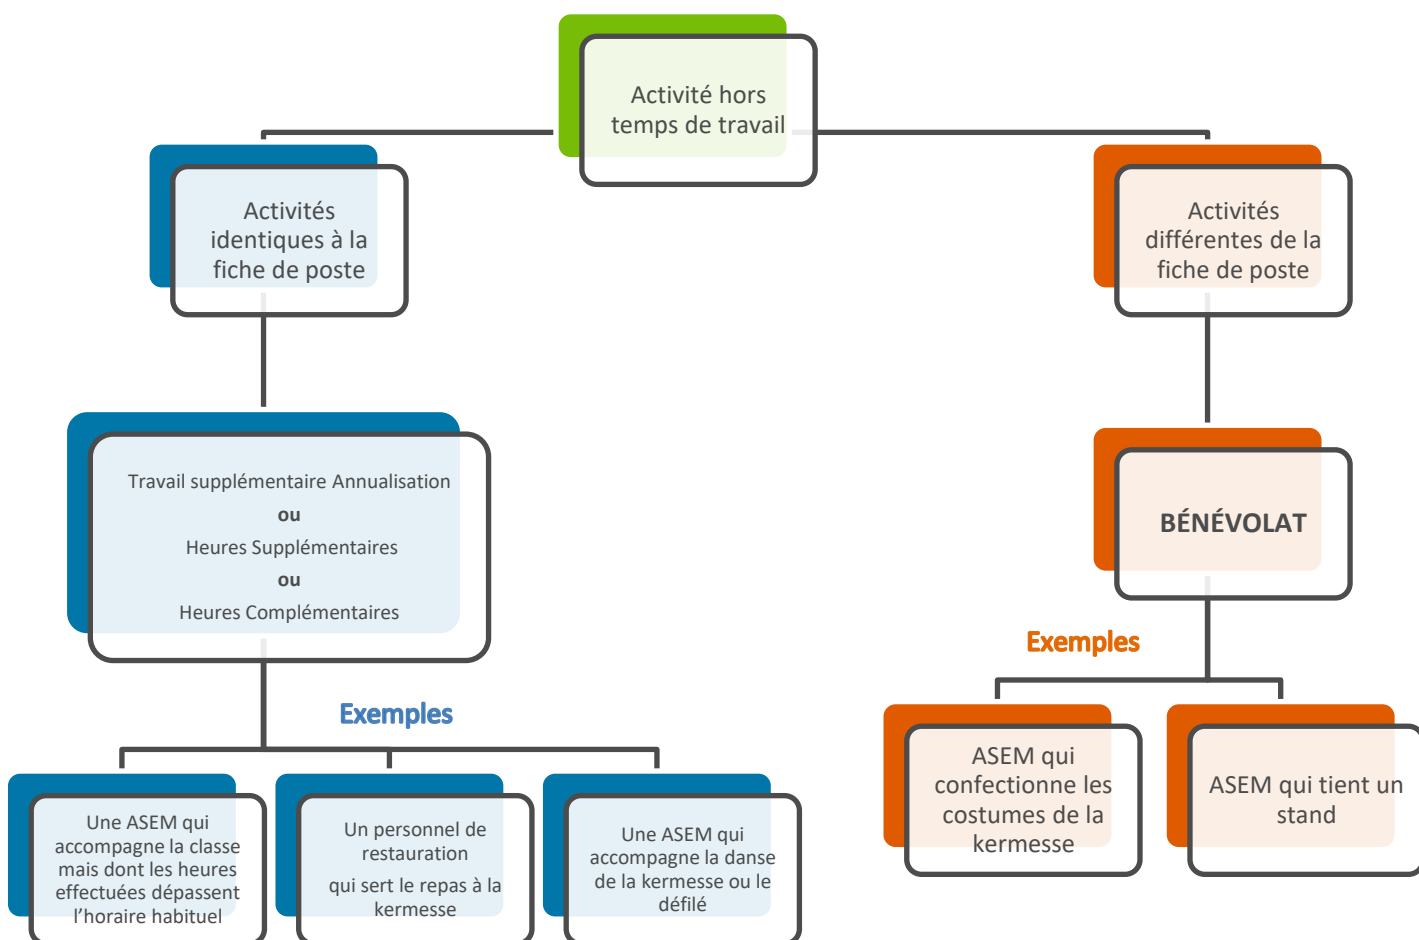 Activité hors
temps de travail
Activités
identiques à la
fiche de poste
Activités
différentes de la
fiche de poste
Travail supplémentaire Annualisation
ou
Heures Supplémentaires
ou
Heures Complémentaires
BÉNÉVOLAT
Exemples
Exemples
Une ASEM qui
accompagne la classe
mais dont les heures
effectuées dépassent
l’horaire habituel
Un personnel de
restauration
qui sert le repas à la
kermesse
Une ASEM qui
accompagne la danse
de la kermesse ou le
défilé
ASEM qui
confectionne les
costumes de la
kermesse
ASEM qui tient un
stand